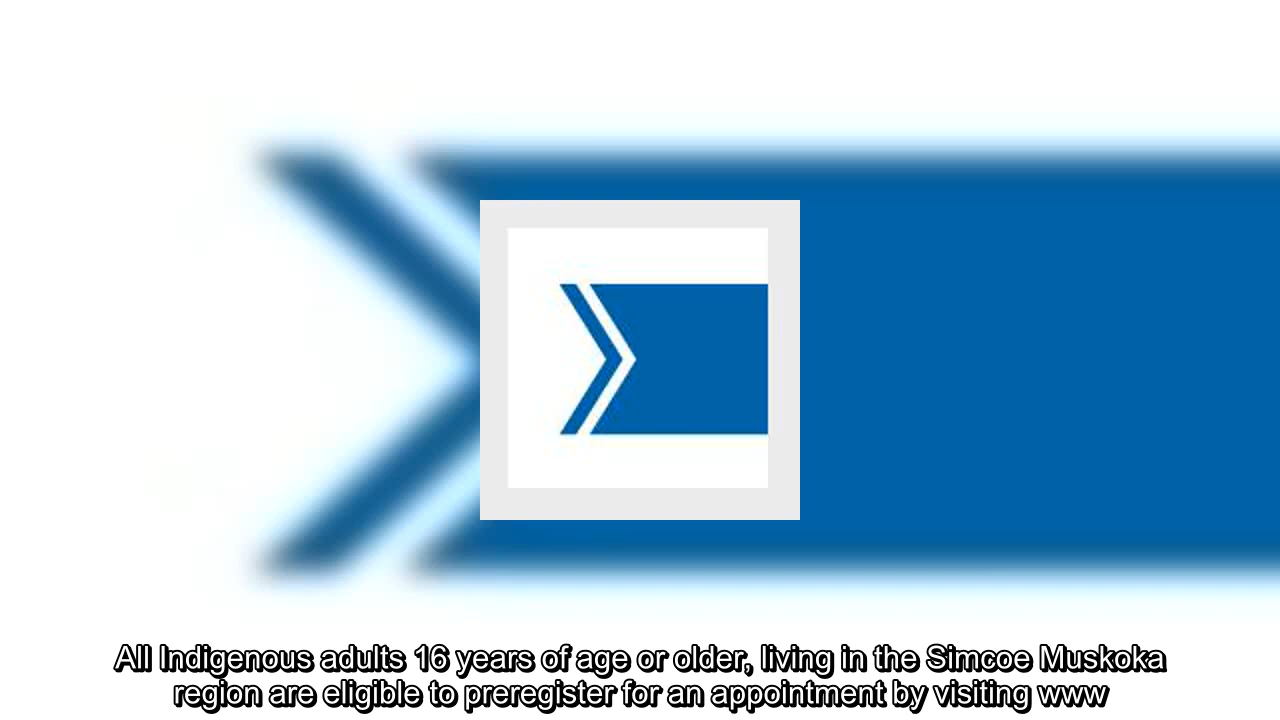 All Indigenous adults 16 years of age or older, living in the Simcoe Muskoka
region are eligible to preregister for an appointment by visiting www